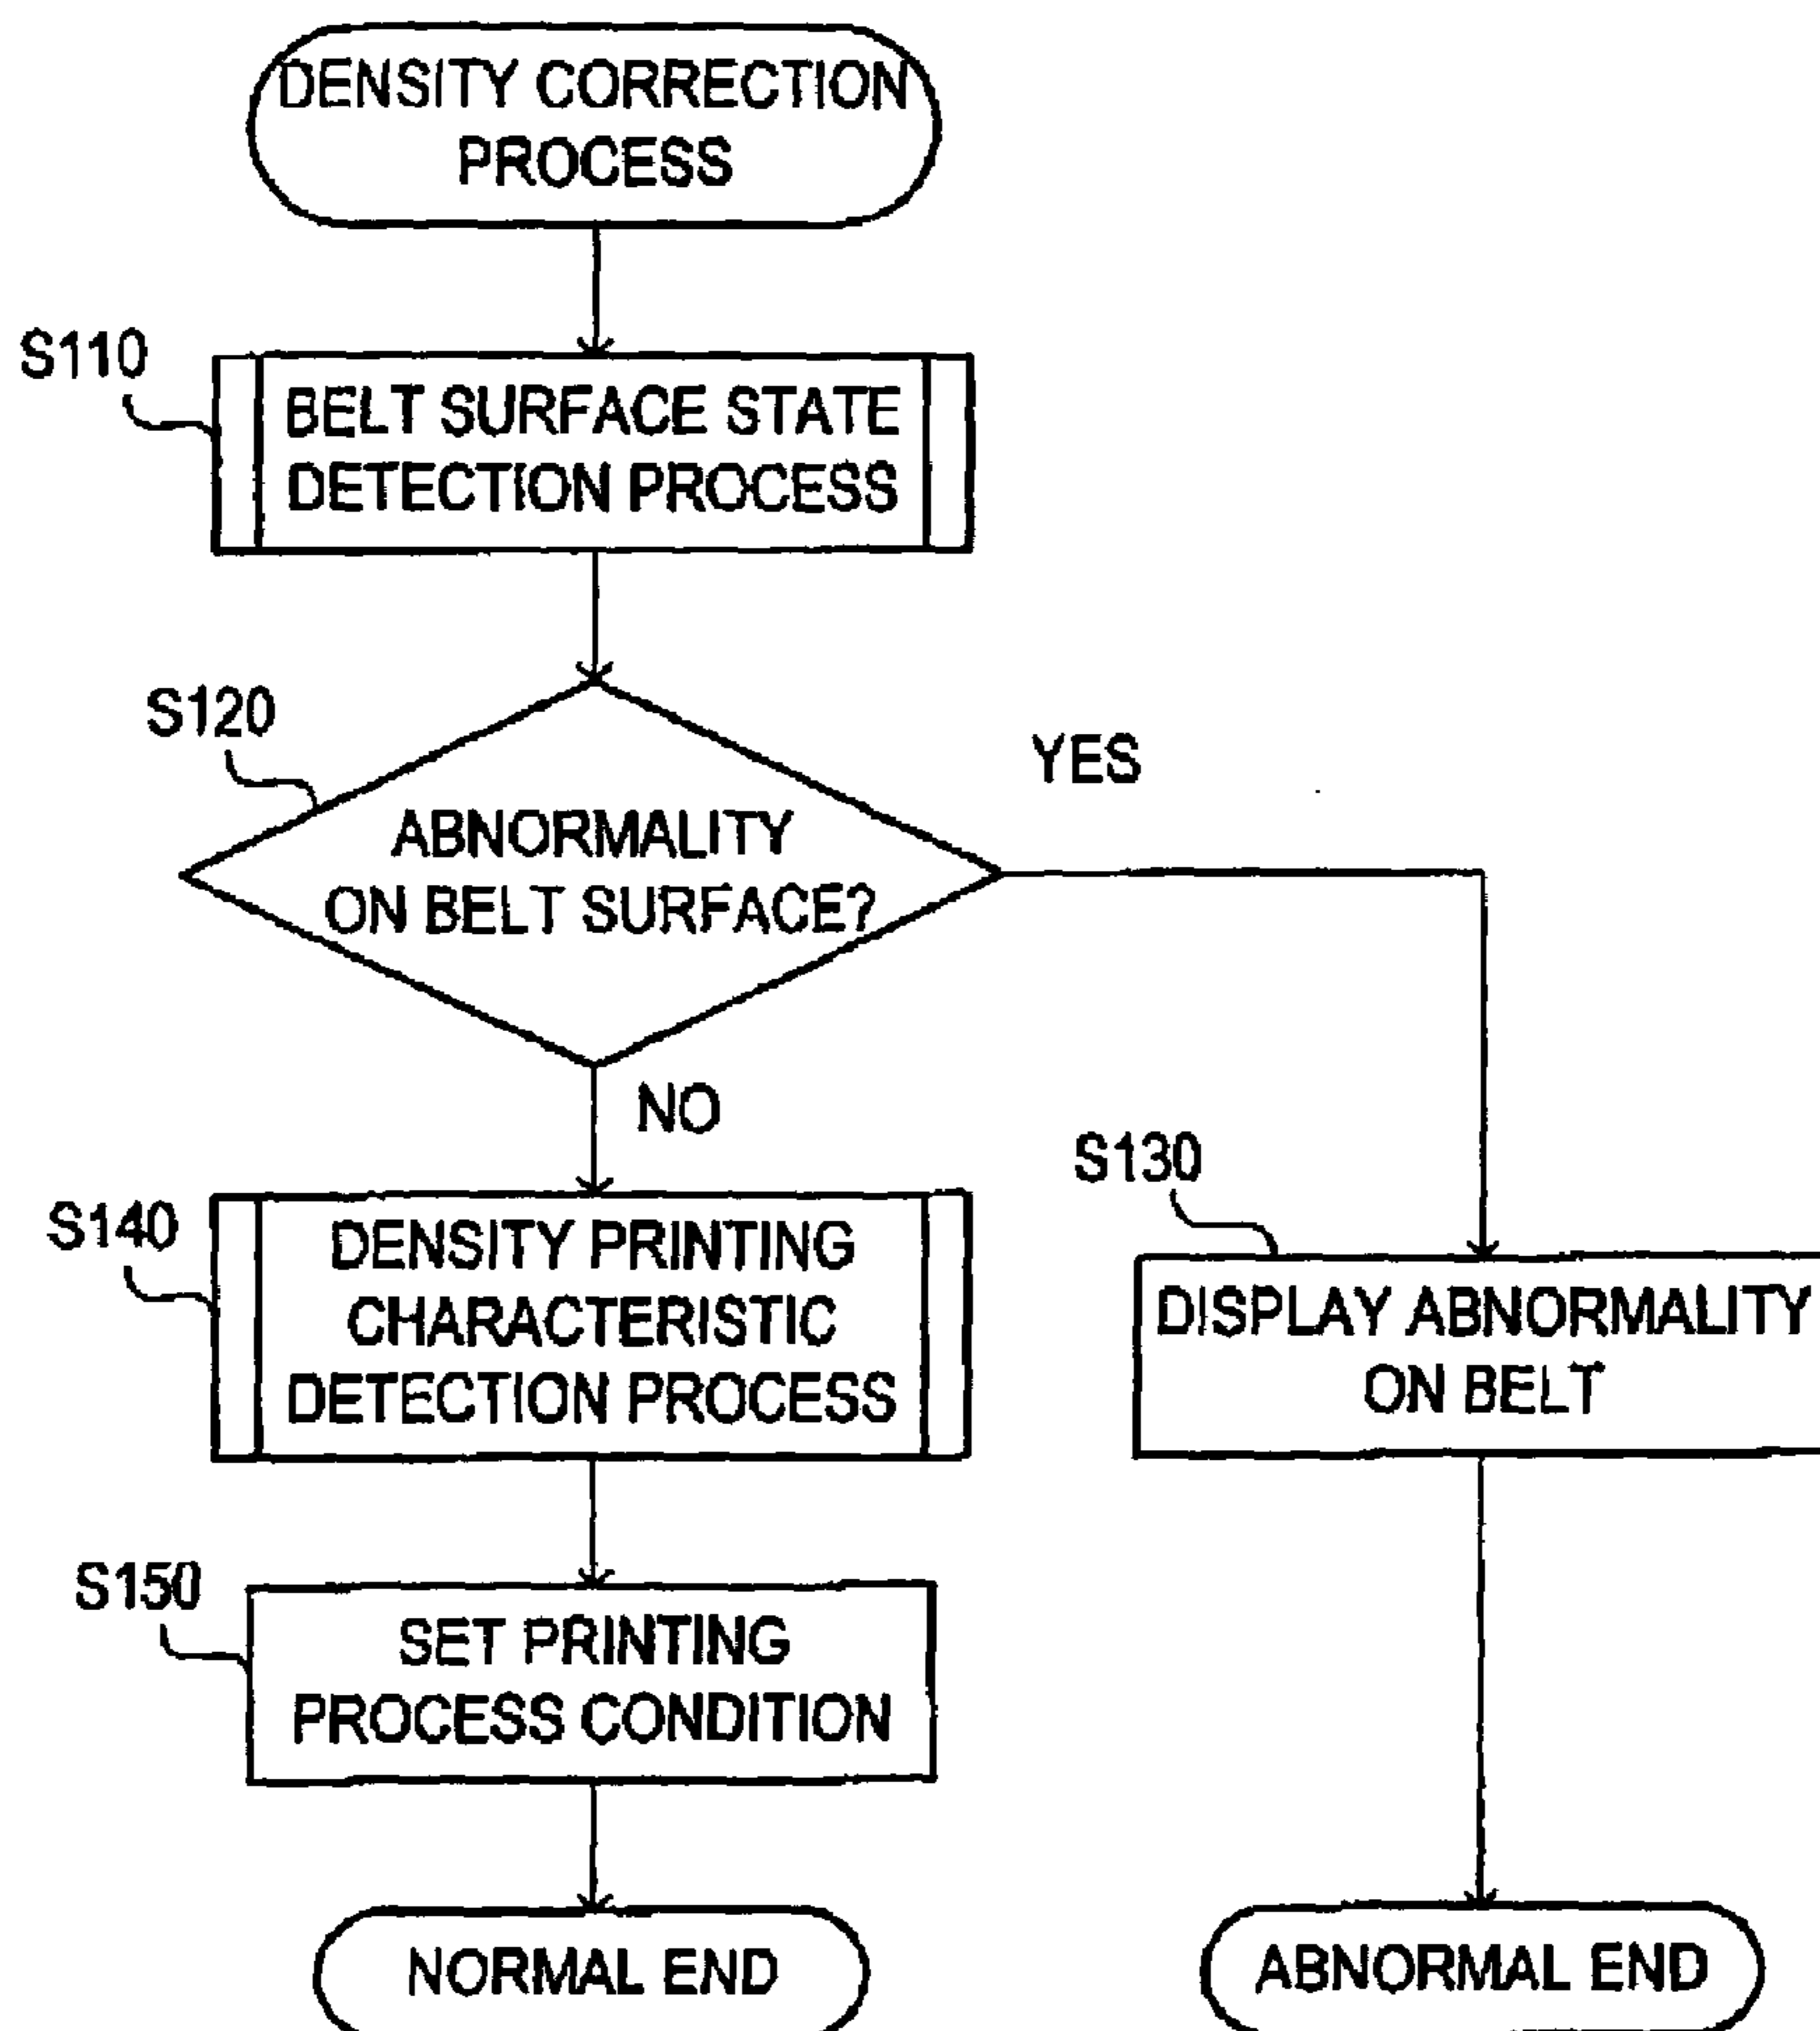 DENSITY CORRECTION
PROCESS
S110
BELT SURFACE STATE
DETECTION PROCESS
S120
YES
ABNORMALITY
ON BELT SURFACE?
NO
S130
S140
DENSITY PRINTING
CHARACTERISTIC
DETECTION PROCESS
DISPLAY ABNORMALITY
ON BELT
S150
SET PRINTING
PROCESS CONDITION
NORMAL END
ABNORMAL END